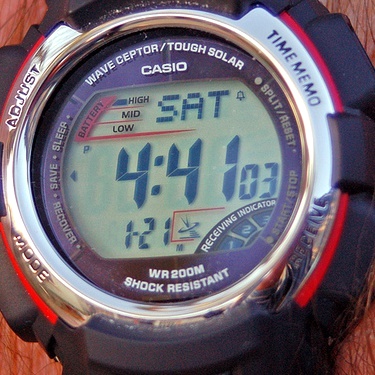 WAVE CEPTOR/TOUGH SOLAR
CASIO
ADJUST
TIME MEMO
BATTERY
HIGH
MID
LOW
SAT
SPLIT/RESET
P
4:41 03
SAVE · SLEEP
RECOVER
1-21
M
RECEIVING INDICATOR
START•STOP
MODE
WR200M
SHOCK RESISTANT